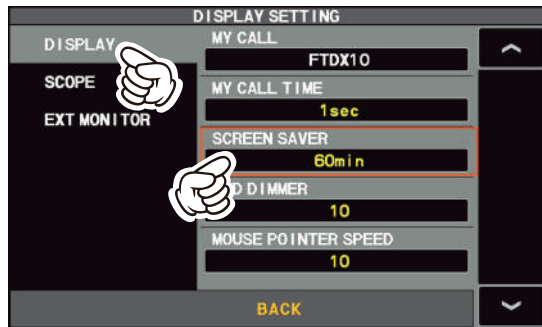 DISPLAY SETTING
DISPLAY
SCOPE
EXT MONITOR
MY CALL
FTDX10
MY CALL TIME
1sec
SCREEN SAVER
60min
DIMMER
10
MOUSE POINTER SPEED
10
BACK